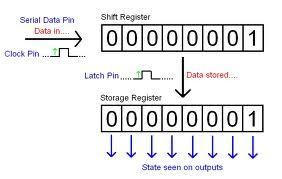 Serial Data Pin
Shift Register
Data in....
0 0 0 0 0 0 0 1
Clock Pin....
Latch Pin.....
Data stored....
Storage Register
0 0 0 0 0 0 0 1
State seen on outputs